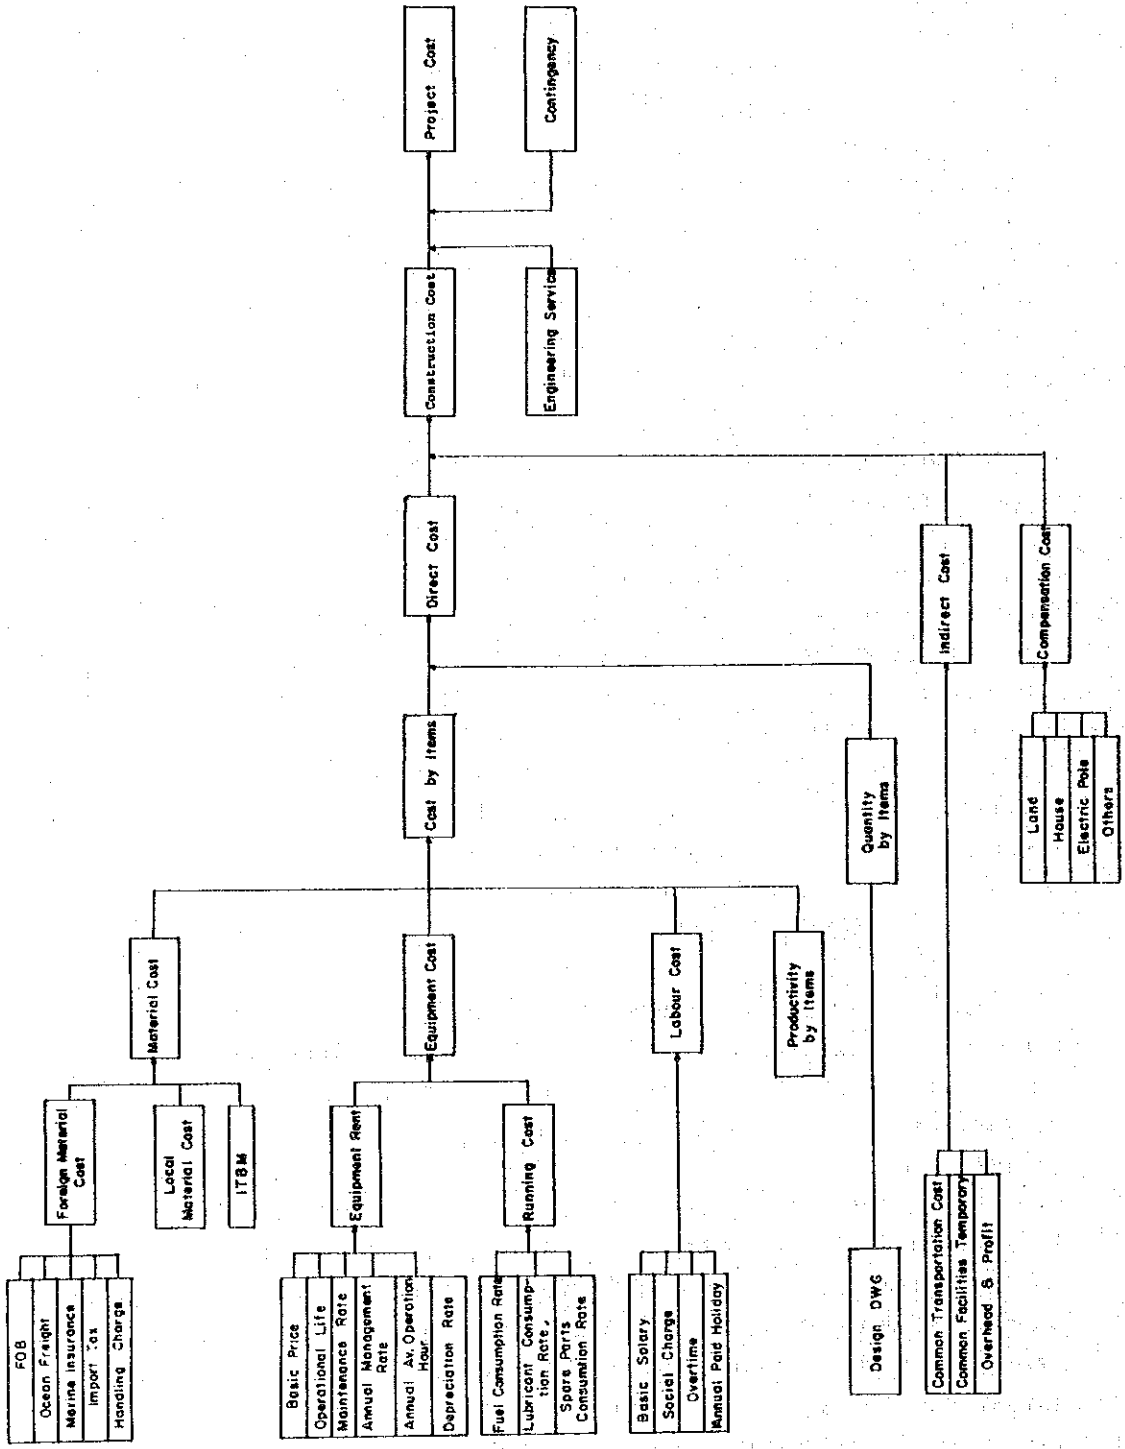 FOB
Ocean Freight
Marine Insurance
Import Tax
Handling Charge
Foreign Material
Cost
Local
Material Cost
ITBM
Material Cost
Basic Price
Operational Life
Maintenance Rate
Annual Management
Rate
Annual Av. Operation
Hour
Depreciation Rate
Equipment Rent
Fuel Consumption Rate
Lubricant Consump-
tion Rate,
Spare Parts
Consumtion Rate
Running Cost
Equipment Cost
Basic Salary
Social Charge
Overtime
Annual Paid Holiday
Labour Cost
Productivity
by Items
Cost by Items
Design DWG
Quantity
by Items
Direct Cost
Common Transportation Cost
Common Facilities Temporary
Overhead & Profit
Indirect Cost
Land
House
Electric Pole
Others
Compensation Cost
Construction Cost
Engineering Service
Project Cost
Contingency